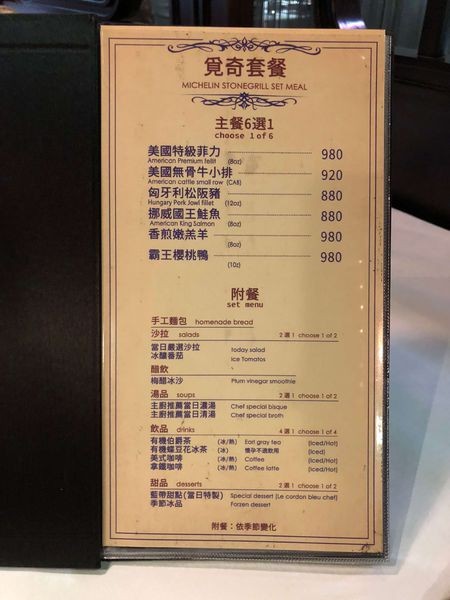 覓奇套餐
MICHELIN STONEGRILL SET MEAL
主餐6選1
choose 1 of 6
美國特級菲力 980
American Premium fellit (8oz)
美國無骨牛小排 920
American cattle small row (CAB)
匈牙利松阪豬 880
Hungary Pork Jowl fillet (12oz)
挪威國王鮭魚 880
American King Salmon (8oz)
香煎嫩羔羊 980
(8oz)
霸王櫻桃鴨 980
(10z)
附餐
set menu
手工麵包 homenade bread
沙拉 salads 2選1 choose 1 of 2
當日嚴選沙拉 today salad
冰釀蕃茄 Ice Tomatos
醋飲
梅醋冰沙 Plum vinegar smoothie
湯品 soups 2選1 choose 1 of 2
主廚推薦當日濃湯 Chef special bisque
主廚推薦當日清湯 Chef special broth
飲品 drinks 4選1 choose 1 of 4
有機伯爵茶 (冰/熱) Earl gray tea (Iced/Hot)
有機蝶豆花冰茶 (冰) 懷孕不適飲用 (Iced)
美式咖啡 (冰/熱) Coffee (Iced/Hot)
拿鐵咖啡 (冰/熱) Coffee latte (Iced/Hot)
甜品 desserts 2選1 choose 1 of 2
藍帶甜點(當日特製) Special dessert (Le cordon bleu chef)
季節冰品 Forzen dessert
附餐：依季節變化